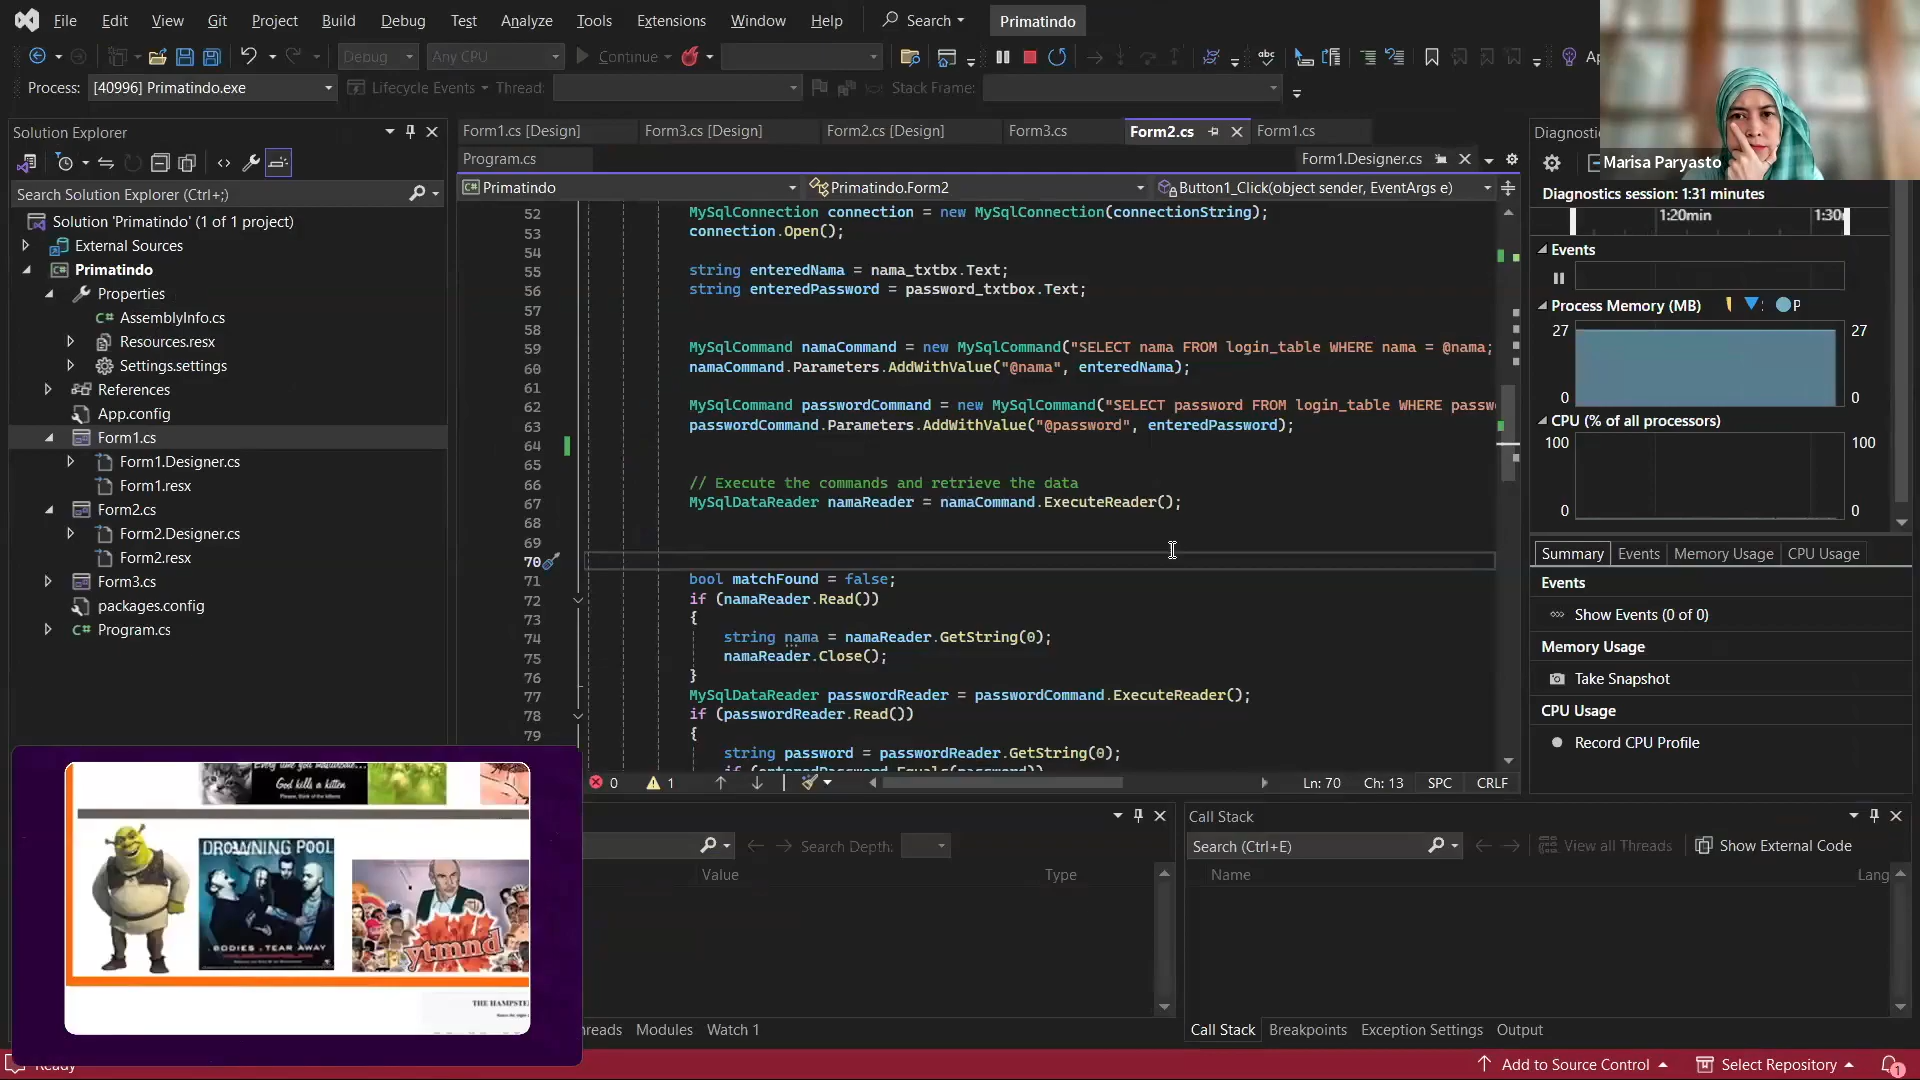 File Edit View Git Project Build Debug Test Analyze Tools Extensions Window Help Search Primatindo
Debug Any CPU Continue
Process: [40996] Primatindo.exe Lifecycle Events Thread: Stack Frame:
Marisa Paryasto
Solution Explorer
Search Solution Explorer (Ctrl+;)
Solution 'Primatindo' (1 of 1 project)
External Sources
Primatindo
Properties
AssemblyInfo.cs
Resources.resx
Settings.settings
References
App.config
Form1.cs
Form1.Designer.cs
Form1.resx
Form2.cs
Form2.Designer.cs
Form2.resx
Form3.cs
packages.config
Program.cs
Form1.cs [Design] Form3.cs [Design] Form2.cs [Design] Form3.cs Form2.cs Form1.cs
Program.cs Form1.Designer.cs
Primatindo Primatindo.Form2 Button1_Click(object sender, EventArgs e)
52 MySqlConnection connection = new MySqlConnection(connectionString);
53 connection.Open();
54
55 string enteredNama = nama_txtbx.Text;
56 string enteredPassword = password_txtbox.Text;
57
58
59 MySqlCommand namaCommand = new MySqlCommand("SELECT nama FROM login_table WHERE nama = @nama;
60 namaCommand.Parameters.AddWithValue("@nama", enteredNama);
61
62 MySqlCommand passwordCommand = new MySqlCommand("SELECT password FROM login_table WHERE passw
63 passwordCommand.Parameters.AddWithValue("@password", enteredPassword);
64
65
66 // Execute the commands and retrieve the data
67 MySqlDataReader namaReader = namaCommand.ExecuteReader();
68
69
70
71 bool matchFound = false;
72 if (namaReader.Read())
73 {
74 string nama = namaReader.GetString(0);
75 namaReader.Close();
76 }
77 MySqlDataReader passwordReader = passwordCommand.ExecuteReader();
78 if (passwordReader.Read())
79 {
string password = passwordReader.GetString(0);
if (enteredPassword.Equals(password))
0 1 Ln: 70 Ch: 13 SPC CRLF
Diagnostics session: 1:31 minutes
1:20min
Events
Process Memory (MB)
27 27
0 0
CPU (% of all processors)
100 100
0 0
Summary Events Memory Usage CPU Usage
Events
Show Events (0 of 0)
Memory Usage
Take Snapshot
CPU Usage
Record CPU Profile
Search Depth:
Value Type
Modules Watch 1
Call Stack
Search (Ctrl+E) View all Threads Show External Code
Name Lang
Call Stack Breakpoints Exception Settings Output
God kills a kitten
DROWNING POOL
BODIES
TEAR AWAY
ytmnd
Ready Add to Source Control Select Repository 1